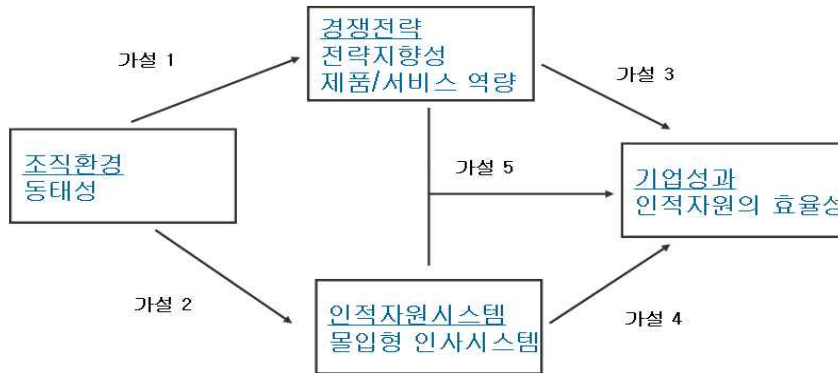 경쟁전략
전략지향성
제품/서비스 역량
가설 1
가설 3
조직환경
동태성
가설 5
기업성과
인적자원의 효율성
가설 2
인적자원시스템
몰입형 인사시스템
가설 4